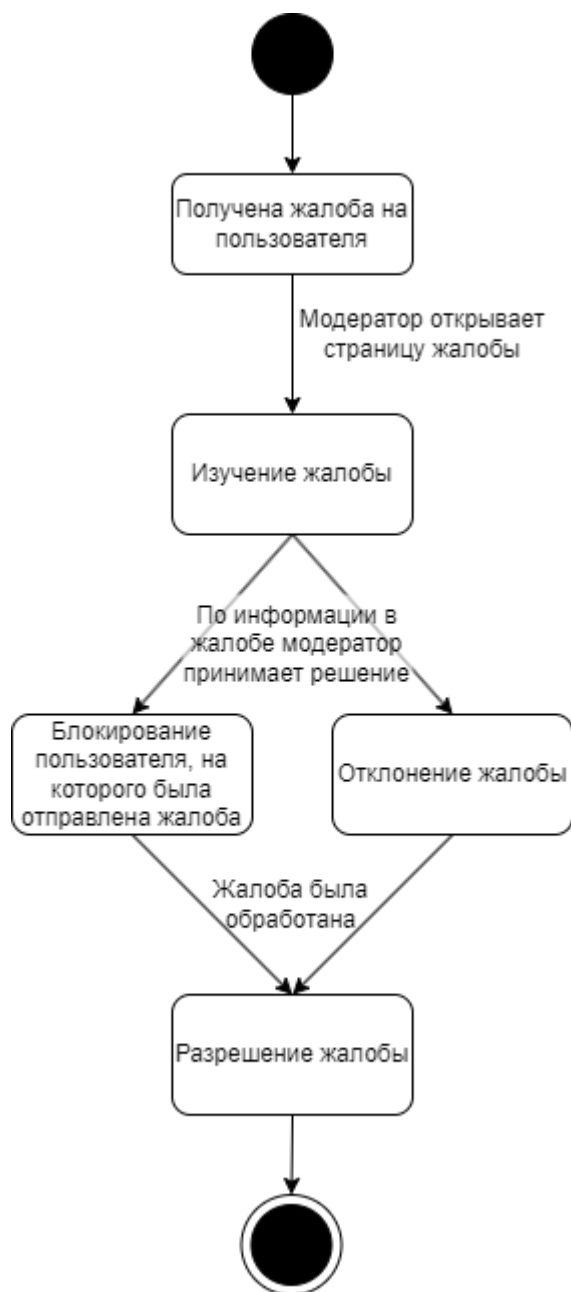 Получена жалоба на
пользователя
Модератор открывает
страницу жалобы
Изучение жалобы
По информации в
жалобе модератор
принимает решение
Блокирование
пользователя, на
которого была
отправлена жалоба
Отклонение жалобы
Жалоба была
обработана
Разрешение жалобы